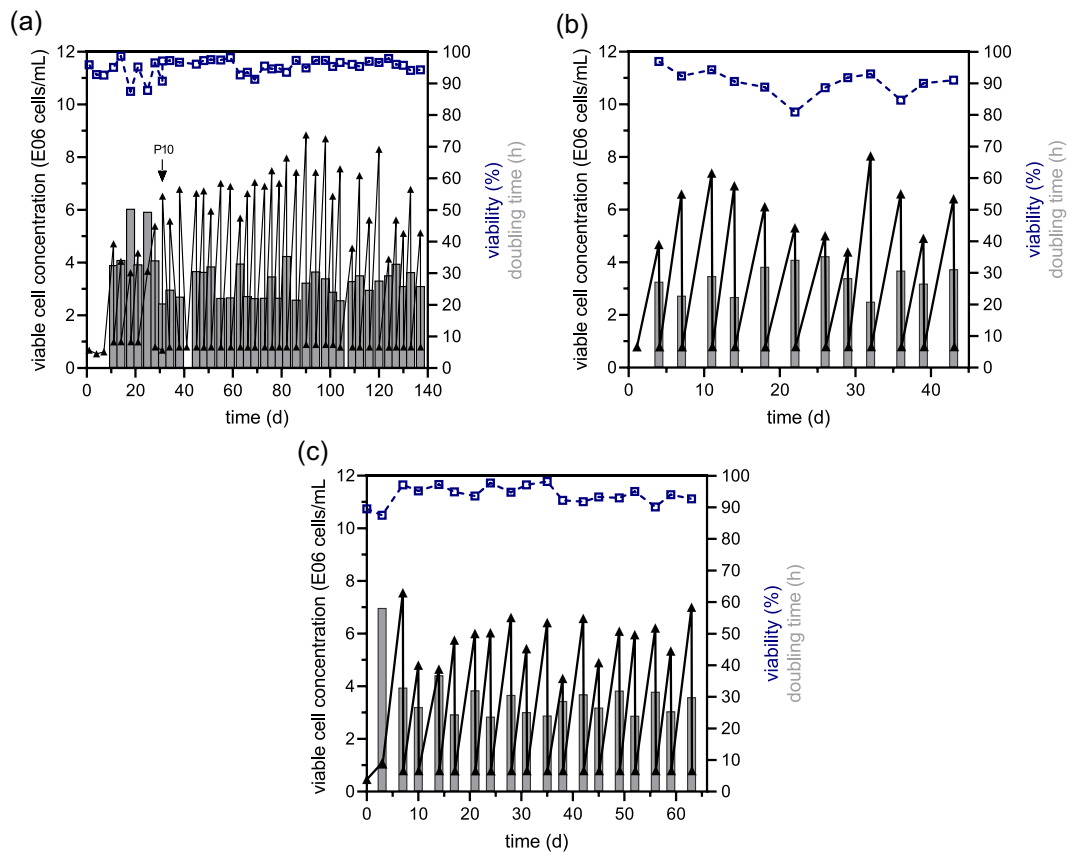 (a)
viable cell concentration (E06 cells/mL)
0
2
4
6
8
10
12
P10
0
10
20
30
40
50
60
70
80
90
100
viability (%)
doubling time (h)
0 20 40 60 80 100 120 140
time (d)
(b)
viable cell concentration (E06 cells/mL)
0
2
4
6
8
10
12
0
10
20
30
40
50
60
70
80
90
100
viability (%)
doubling time (h)
0 10 20 30 40
time (d)
(c)
viable cell concentration (E06 cells/mL
0
2
4
6
8
10
12
0
10
20
30
40
50
60
70
80
90
100
viability (%)
doubling time (h)
0 10 20 30 40 50 60
time (d)